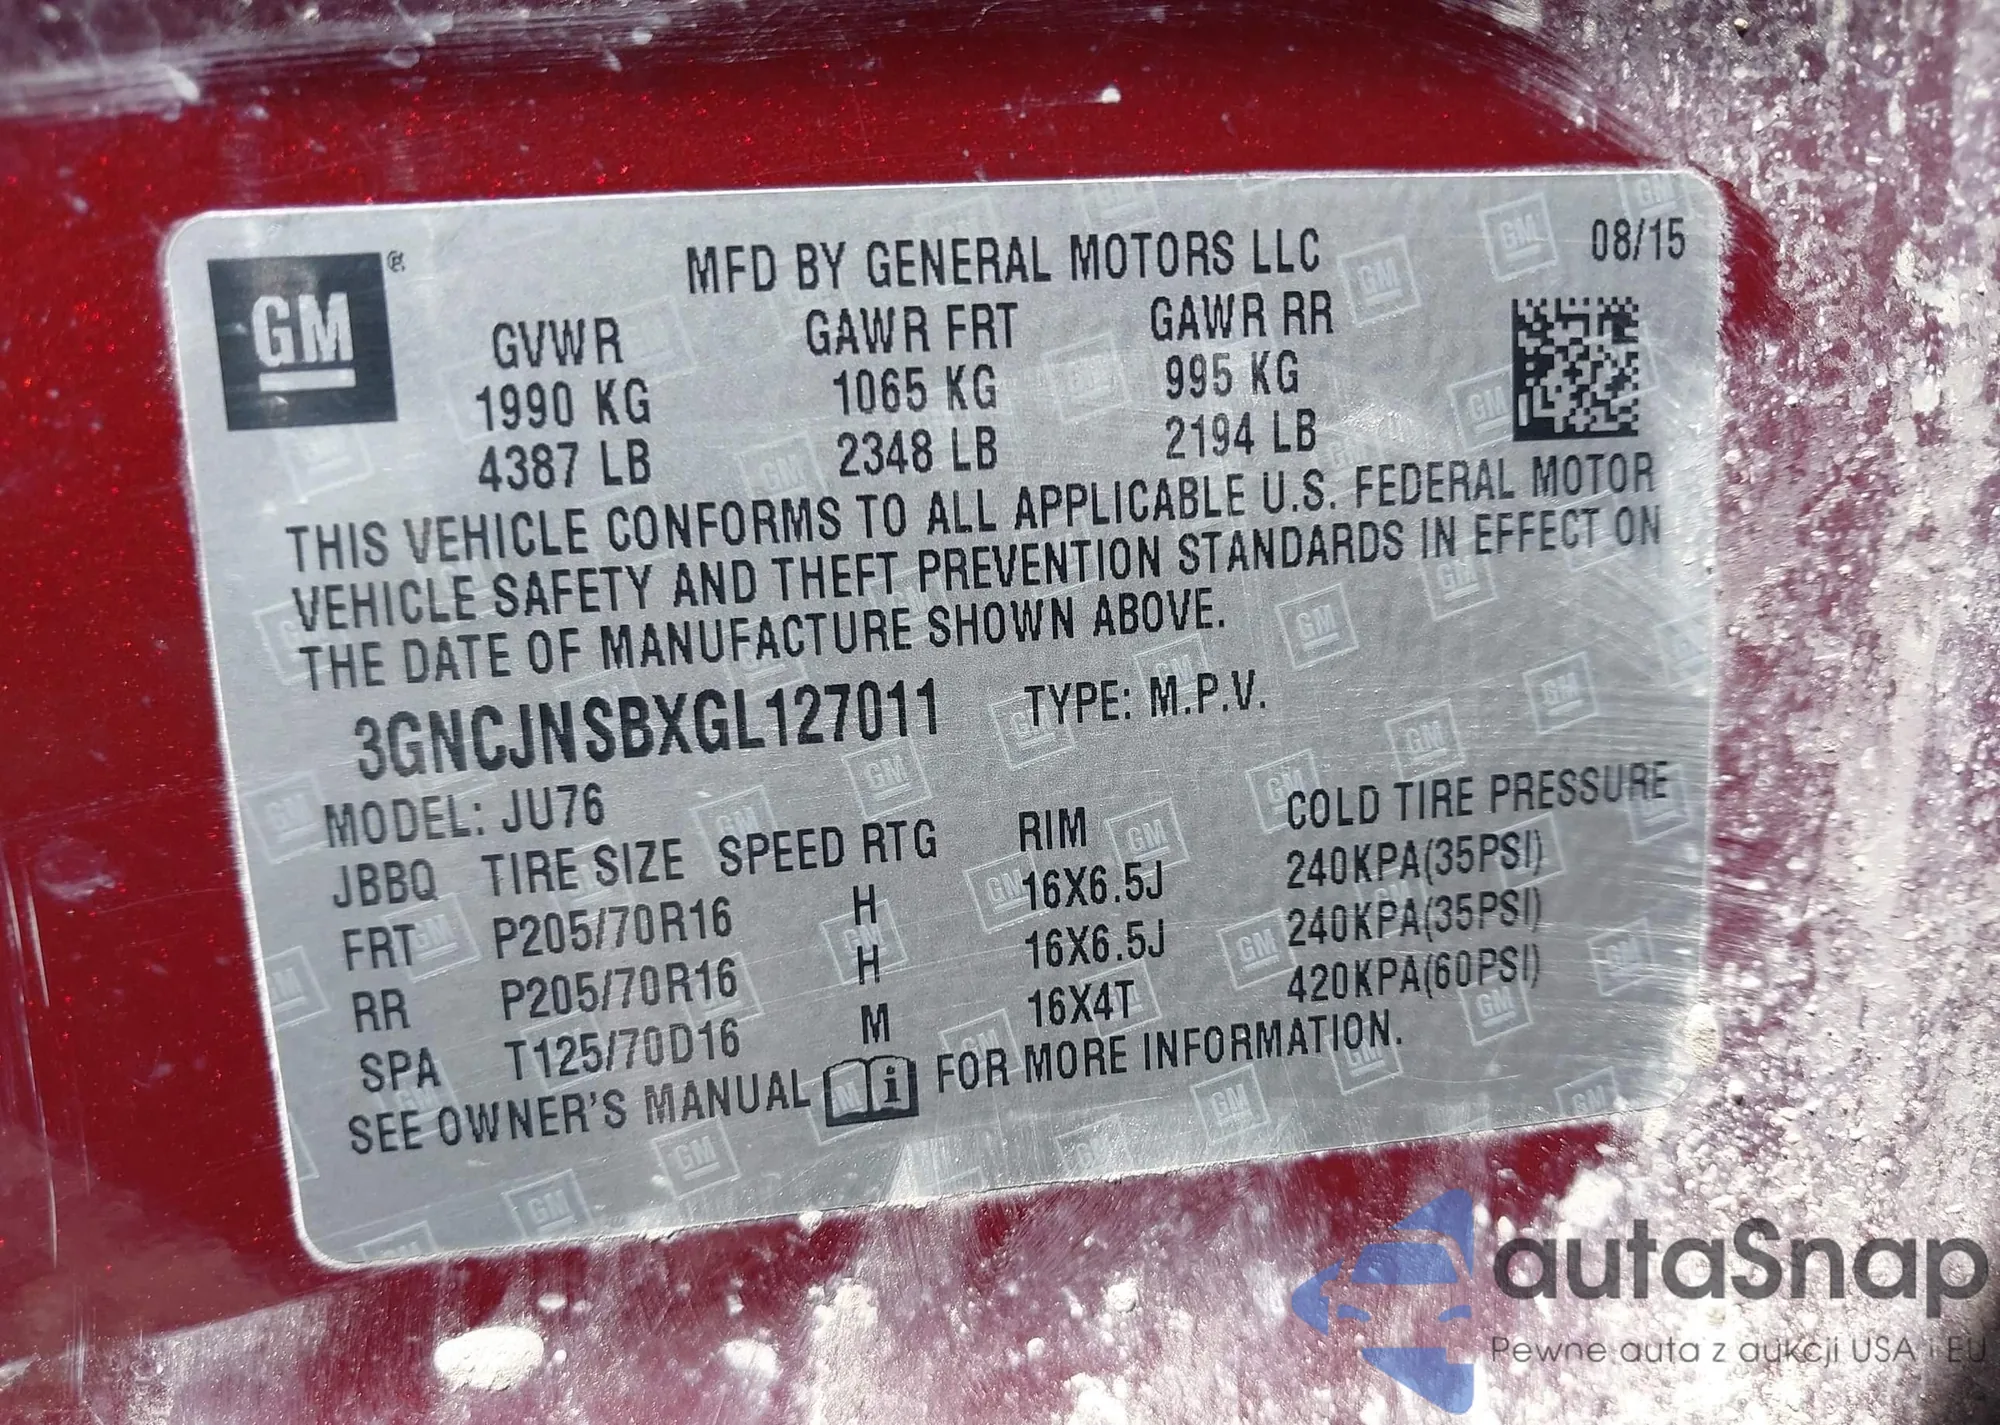 GM ®
MFD BY GENERAL MOTORS LLC 08/15
GVWR GAWR FRT GAWR RR
1990 KG 1065 KG 995 KG
4387 LB 2348 LB 2194 LB
THIS VEHICLE CONFORMS TO ALL APPLICABLE U.S. FEDERAL MOTOR
VEHICLE SAFETY AND THEFT PREVENTION STANDARDS IN EFFECT ON
THE DATE OF MANUFACTURE SHOWN ABOVE.
3GNCJNSBXGL127011 TYPE: M.P.V.
MODEL: JU76
JBBQ TIRE SIZE SPEED RTG RIM COLD TIRE PRESSURE
FRT P205/70R16 H 16X6.5J 240KPA(35PSI)
RR P205/70R16 H 16X6.5J 240KPA(35PSI)
SPA T125/70D16 M 16X4T 420KPA(60PSI)
SEE OWNER'S MANUAL i FOR MORE INFORMATION.
autaSnap
Pewne auta z aukcji USA i EU